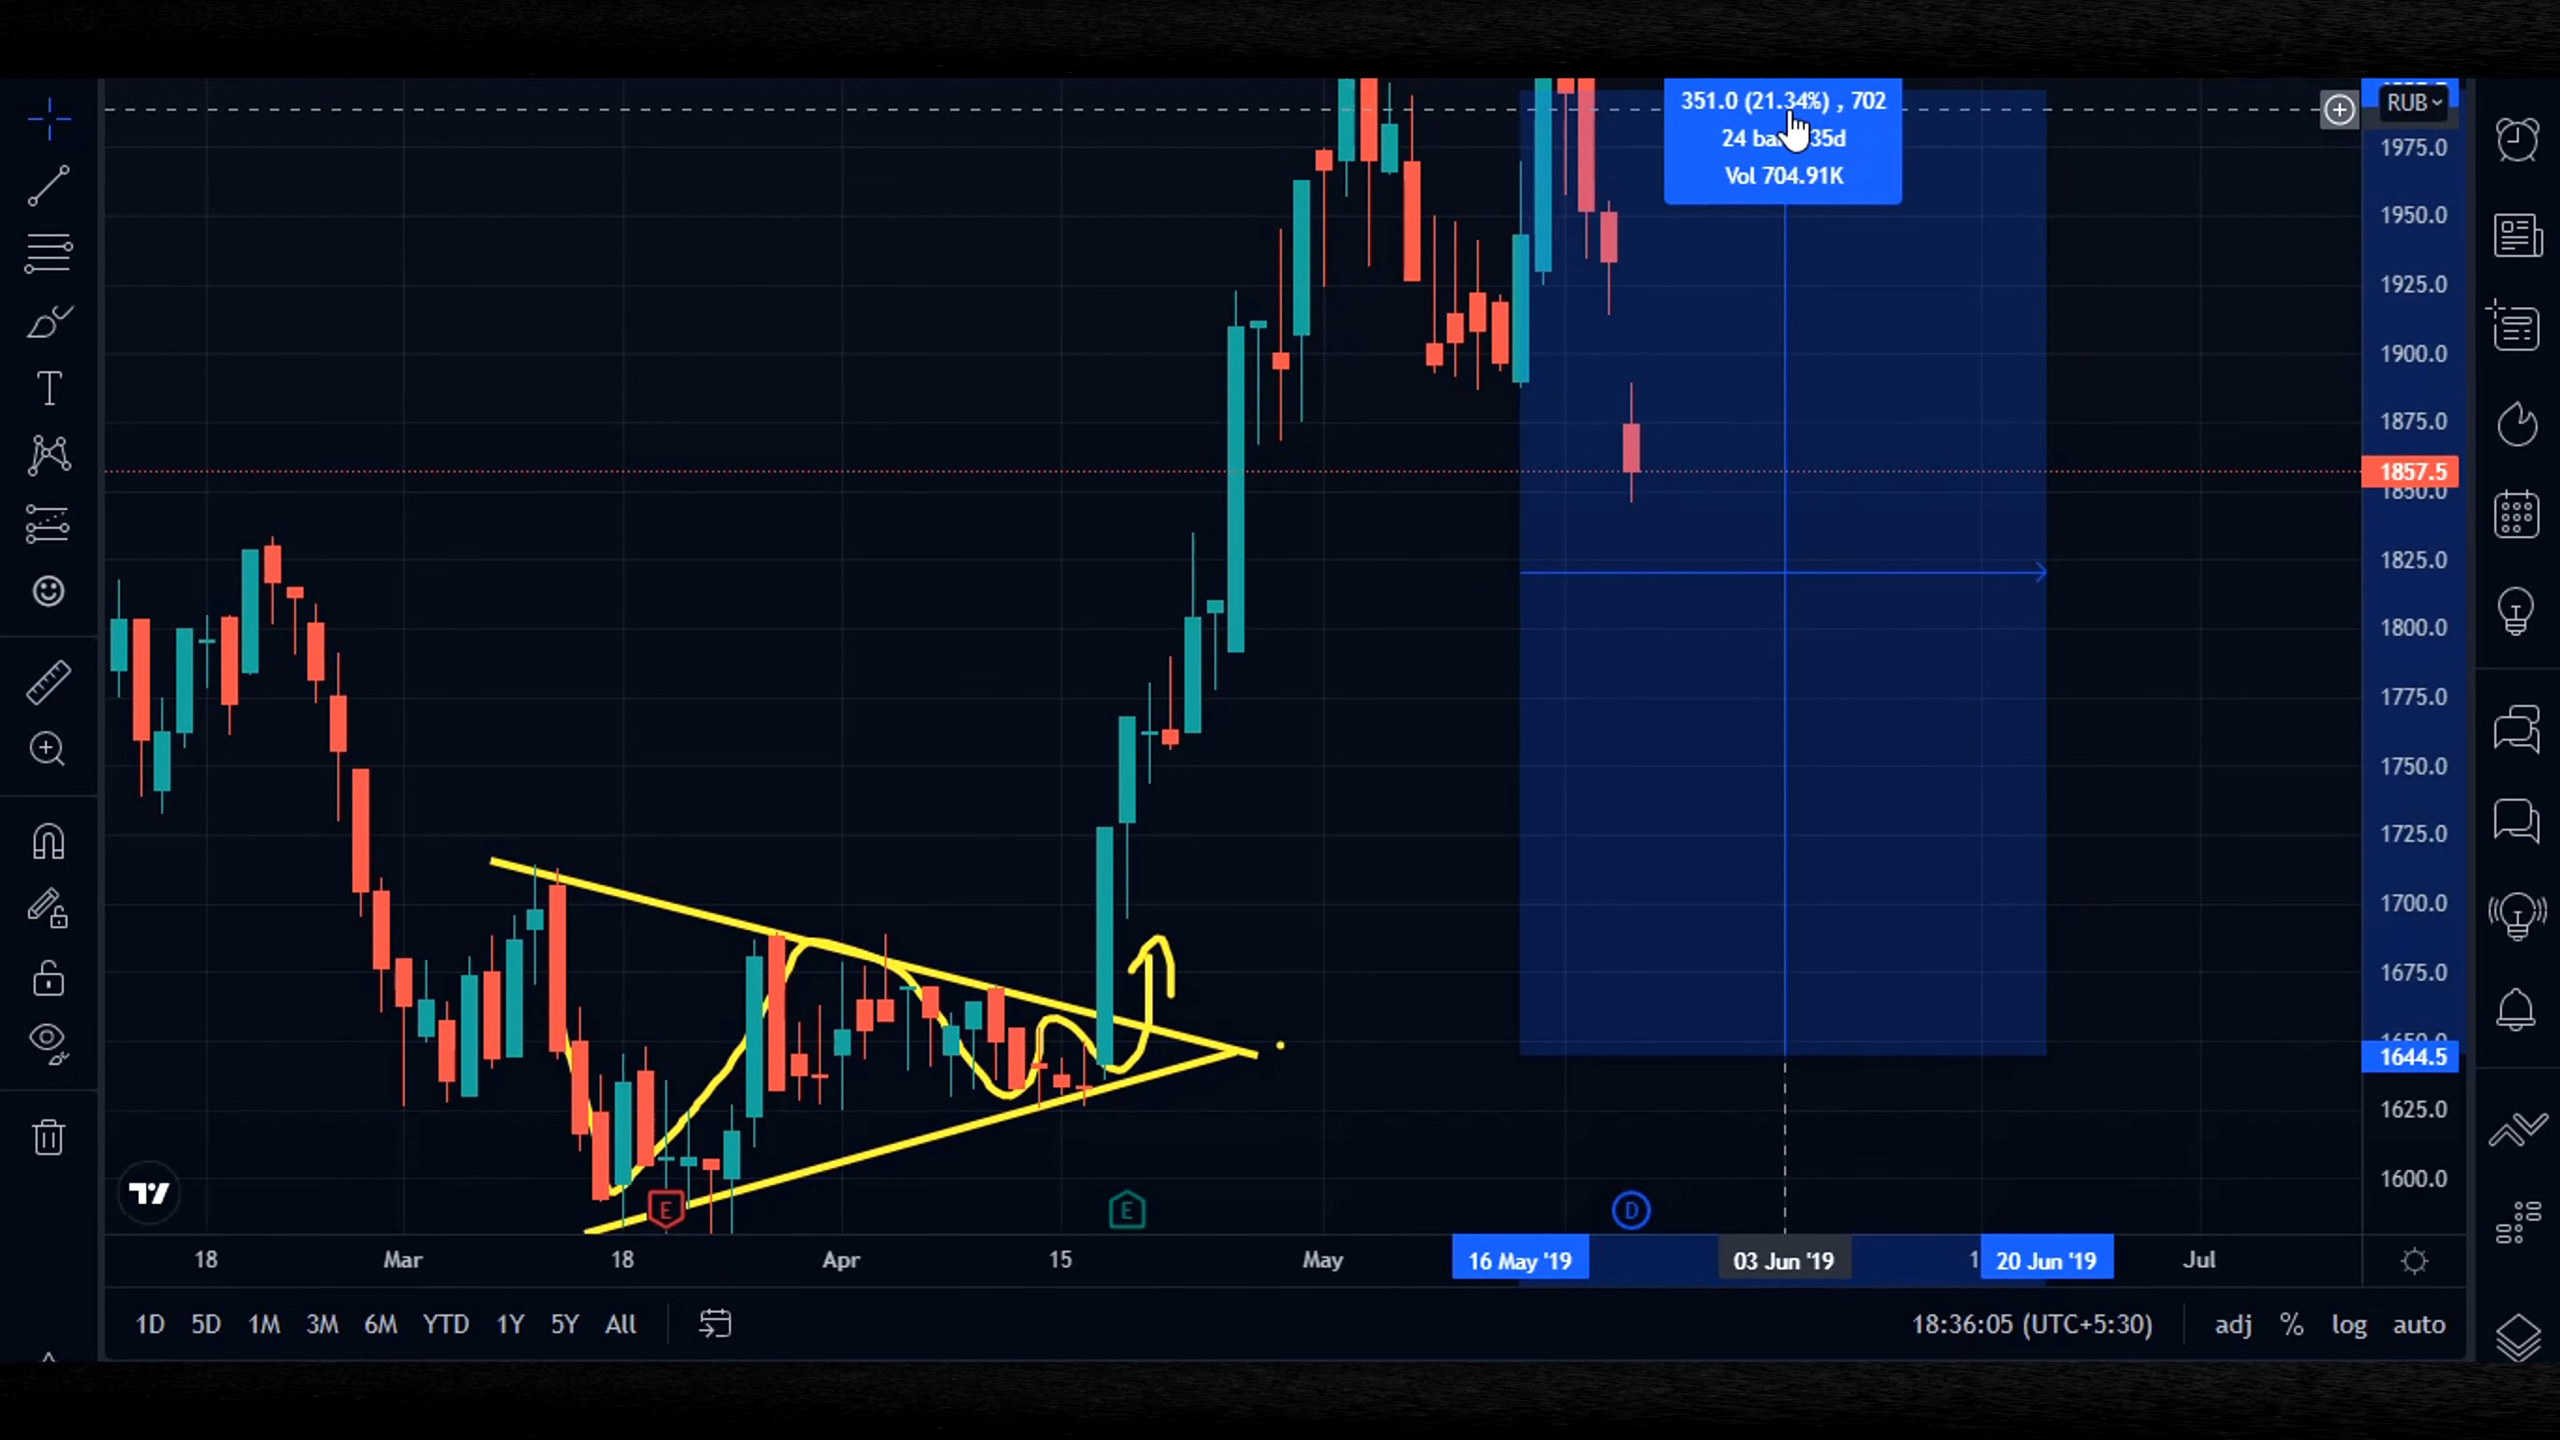 351.0 (21.34%) , 702
24 ba 35d
Vol 704.91K
RUB
1975.0
1950.0
1925.0
1900.0
1875.0
1857.5
1850.0
1825.0
1800.0
1775.0
1750.0
1725.0
1700.0
1675.0
1644.5
1625.0
1600.0
T
E
E
D
18
Mar
18
Apr
15
May
16 May '19
03 Jun '19
1
20 Jun '19
Jul
1D 5D 1M 3M 6M YTD 1Y 5Y All
18:36:05 (UTC+5:30)
adj % log auto